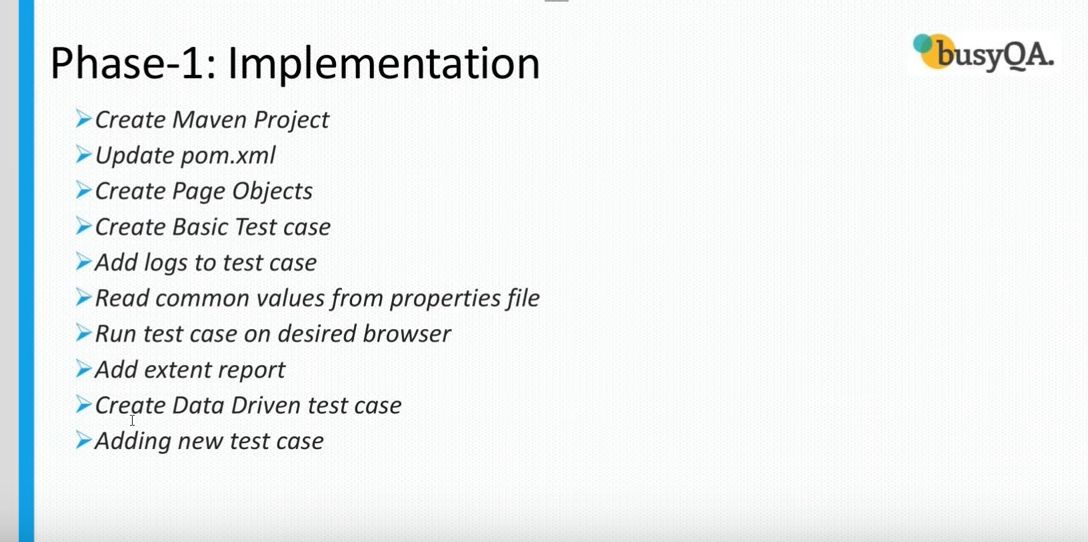 Phase-1: Implementation
busyQA.
Create Maven Project
Update pom.xml
Create Page Objects
Create Basic Test case
Add logs to test case
Read common values from properties file
Run test case on desired browser
Add extent report
Create Data Driven test case
Adding new test case